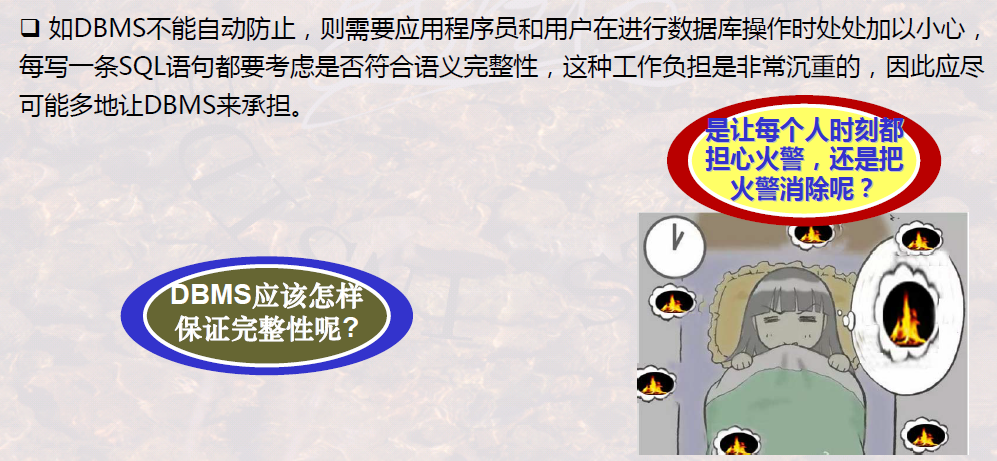 ❑ 如DBMS不能自动防止，则需要应用程序员和用户在进行数据库操作时处处加以小心，
每写一条SQL语句都要考虑是否符合语义完整性，这种工作负担是非常沉重的，因此应尽
可能多地让DBMS来承担。
是让每个人时刻都
担心火警，还是把
火警消除呢？
DBMS应该怎样
保证完整性呢?